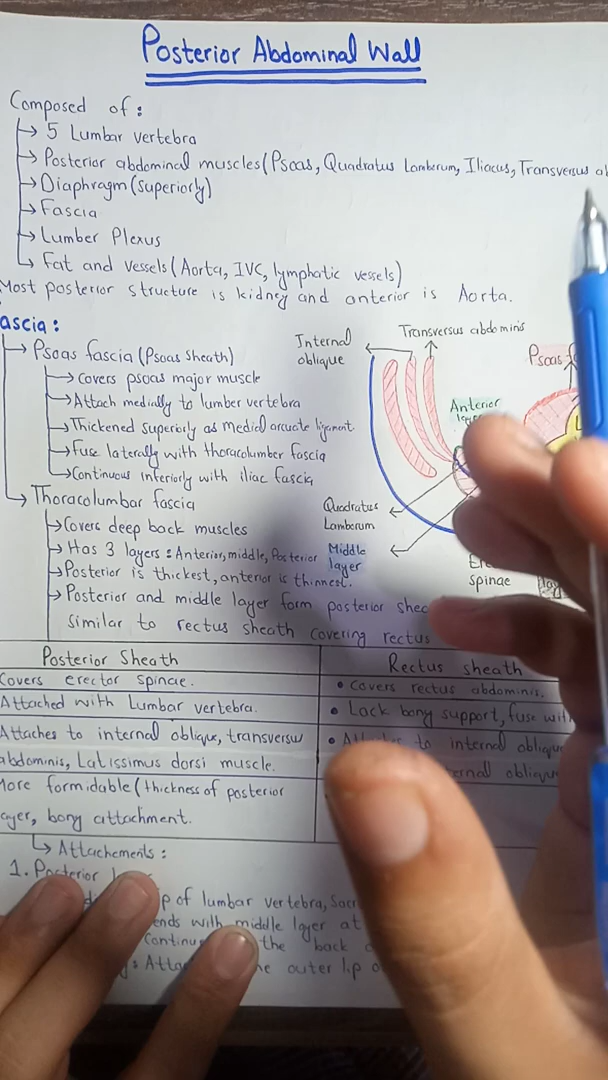 Posterior Abdominal Wall
Composed of:
5 Lumbar vertebra
Posterior abdominal muscles(Psoas, Quadratus Lamborum, Iliacus, Transversus
Diaphragm(superiorly)
Fascia
Lumber Plexus
Fat and vessels(Aorta, IVC, lymphatic vessels)
Most posterior structure is kidney and anterior is Aorta.
ascia:
Psoas fascia(Psoas Sheath)
Covers psoas major muscle
Attach medially to lumber vertebra
Thickened superiorly as medial arcuate ligament
Fuse laterally with thoracolumber fascia
Continuous inferiorly with iliac fascia
Thoracolumbar fascia
Covers deep back muscles
Has 3 layers: Anterior, middle, Posterior
Posterior is thickest, anterior is thinnest.
Posterior and middle layer form posterior
similar to rectus sheath covering rectus
Internal
oblique
Transversus abdominis
Psoas
Anterior
Quadratus
Lamborum
Middle
layer
spinae
Posterior Sheath
Rectus sheath
Covers erector spinae.
• Covers rectus abdominis.
Attached with Lumbar vertebra.
• Lack bony support, fuse with
Attaches to internal oblique, transversus
abdominis, Latissimus dorsi muscle.
to internal oblique
oblique
More formidable(thickness of posterior
layer, bony attachment.
Attachements:
1. Posterior
of lumbar vertebra,
with middle layer at
the back
outer lip